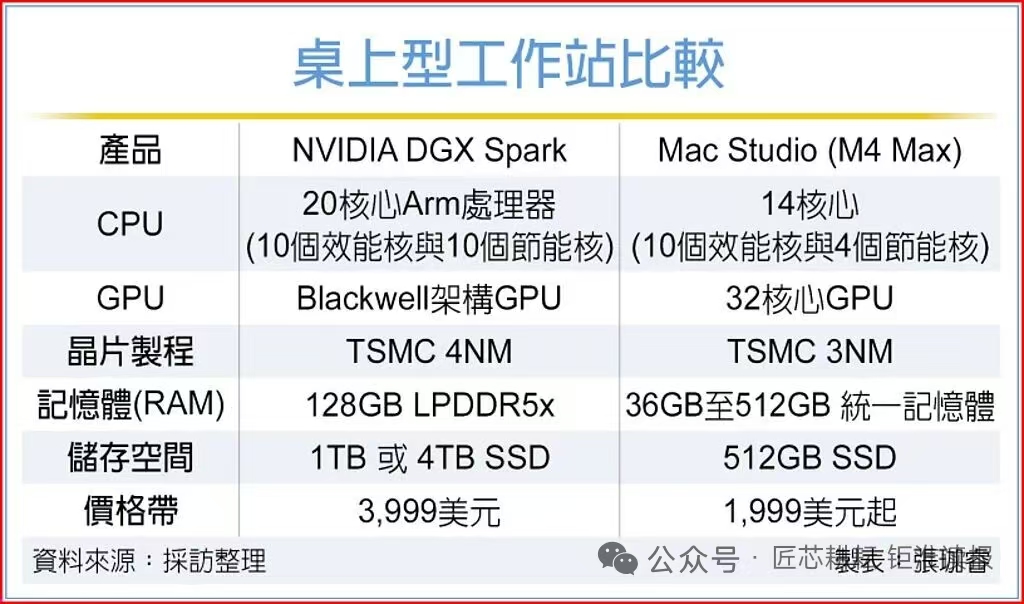 桌上型工作站比較
產品 NVIDIA DGX Spark Mac Studio (M4 Max)
CPU 20核心Arm處理器 14核心
(10個效能核與10個節能核) (10個效能核與4個節能核)
GPU Blackwell架構GPU 32核心GPU
晶片製程 TSMC 4NM TSMC 3NM
記憶體(RAM) 128GB LPDDR5x 36GB至512GB 統一記憶體
儲存空間 1TB 或 4TB SSD 512GB SSD
價格帶 3,999美元 1,999美元起
資料來源：採訪整理 製表：張珈睿
公众号 · 匠芯